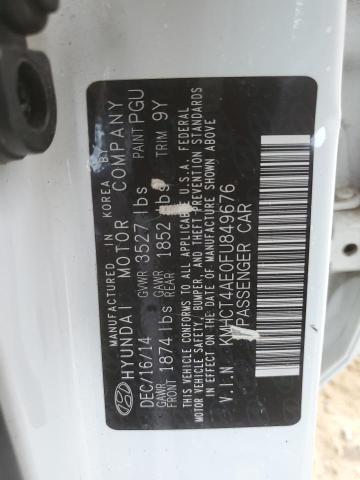 MANUFACTURED IN KOREA BY
HYUNDAI MOTOR COMPANY
DEC/16/14 GVWR 3527 lbs PAINT PGU
GAWR FRONT 1874 lbs GAWR REAR 1852 lbs TRIM 9Y
THIS VEHICLE CONFORMS TO ALL APPLICABLE U.S.A. FEDERAL
MOTOR VEHICLE SAFETY, BUMPER, AND THEFT PREVENTION STANDARDS
IN EFFECT ON THE DATE OF MANUFACTURE SHOWN ABOVE
V.I.N KMHCT4AE0FU849676
PASSENGER CAR